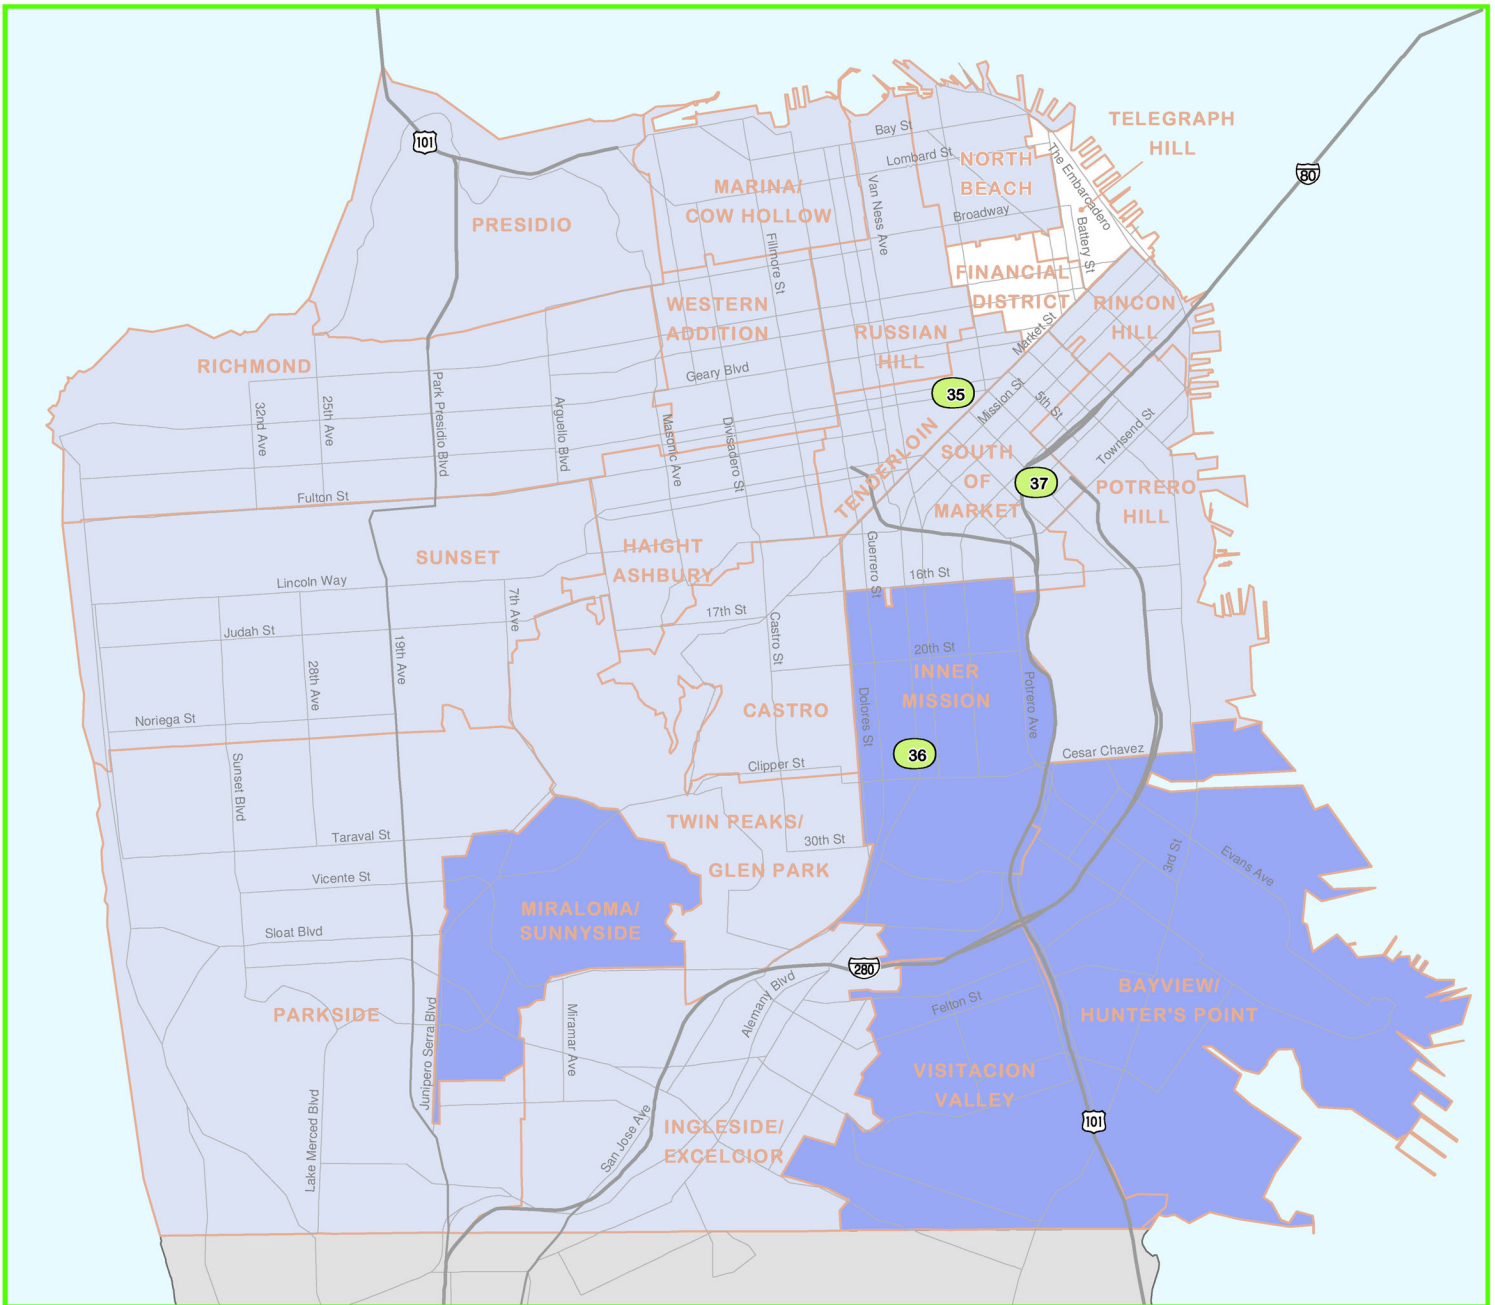 101
Bay St
Lombard St
The Embarcadero
TELEGRAPH
HILL
NORTH
BEACH
80
MARINA/
COW HOLLOW
Van Ness Ave
Broadway
Battery St
PRESIDIO
Fillmore St
FINANCIAL
DISTRICT
Market St
RINCON
HILL
WESTERN
ADDITION
RUSSIAN
HILL
RICHMOND
Geary Blvd
35
Mission St
5th St
Townsend St
32nd Ave
25th Ave
Park Presidio Blvd
Arguello Blvd
Masonic Ave
Divisadero St
TENDERLOIN
SOUTH
OF
MARKET
37
POTRERO
HILL
Fulton St
SUNSET
HAIGHT
ASHBURY
Guerrero St
16th St
Lincoln Way
7th Ave
17th St
Castro St
Judah St
19th Ave
28th Ave
20th St
INNER
MISSION
Potrero Ave
Dolores St
CASTRO
Noriega St
36
Cesar Chavez
Clipper St
Sunset Blvd
TWIN PEAKS/
GLEN PARK
30th St
Taraval St
3rd St
Evans Ave
Vicente St
MIRALOMA/
SUNNYSIDE
Sloat Blvd
280
Alemany Blvd
Felton St
BAYVIEW/
HUNTER'S POINT
PARKSIDE
Junipero Serra Blvd
Miramar Ave
VISITACION
VALLEY
Lake Merced Blvd
San Jose Ave
INGLESIDE/
EXCELCIOR
101